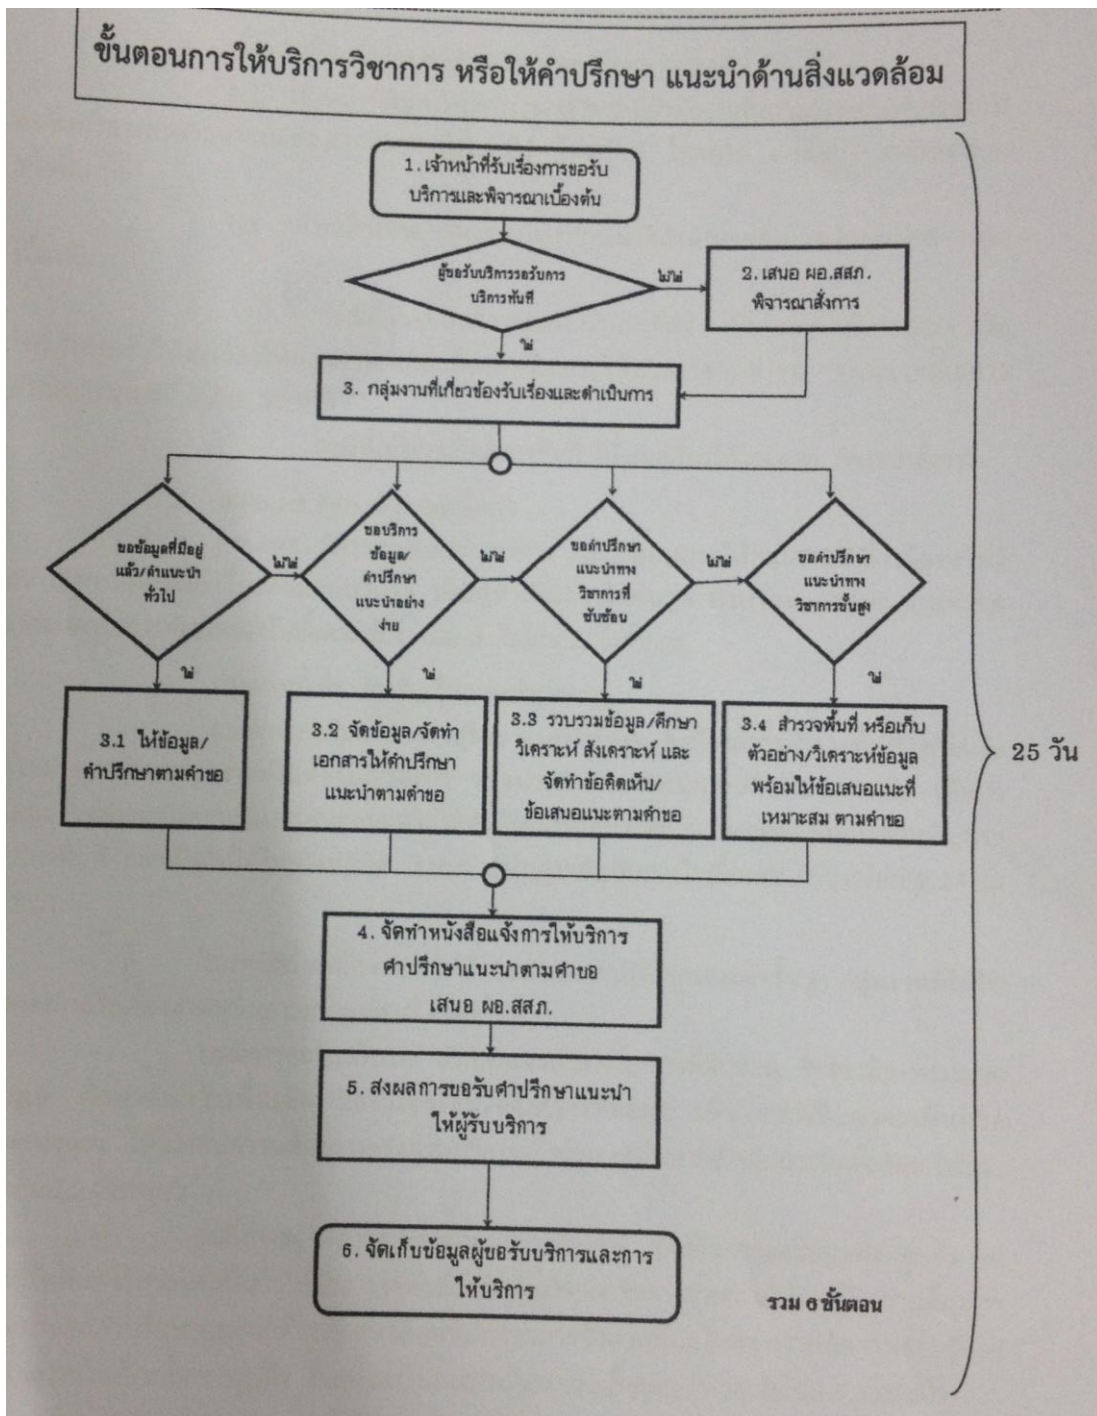 ขั้นตอนการให้บริการวิชาการ หรือให้คำปรึกษา แนะนำด้านสิ่งแวดล้อม
1. เจ้าหน้าที่รับเรื่องการขอรับ
บริการและพิจารณาเบื้องต้น
ผู้ขอรับบริการรอรับการ
บริการทันที
ไม่ใช่
2. เสนอ ผอ.สสภ.
พิจารณาสั่งการ
ใช่
3. กลุ่มงานที่เกี่ยวข้องรับเรื่องและดำเนินการ
ขอข้อมูลที่มีอยู่
แล้ว/คำแนะนำ
ทั่วไป
ไม่ใช่
ขอบริการ
ข้อมูล/
คำปรึกษา
แนะนำอย่าง
ง่าย
ไม่ใช่
ขอคำปรึกษา
แนะนำทาง
วิชาการที่
ซับซ้อน
ไม่ใช่
ขอคำปรึกษา
แนะนำทาง
วิชาการขั้นสูง
ใช่
ใช่
ใช่
ใช่
3.1 ให้ข้อมูล/
คำปรึกษาตามคำขอ
3.2 จัดข้อมูล/จัดทำ
เอกสารให้คำปรึกษา
แนะนำตามคำขอ
3.3 รวบรวมข้อมูล/ศึกษา
วิเคราะห์ สังเคราะห์ และ
จัดทำข้อคิดเห็น/
ข้อเสนอแนะตามคำขอ
3.4 สำรวจพื้นที่ หรือเก็บ
ตัวอย่าง/วิเคราะห์ข้อมูล
พร้อมให้ข้อเสนอแนะที่
เหมาะสม ตามคำขอ
25 วัน
4. จัดทำหนังสือแจ้งการให้บริการ
คำปรึกษาแนะนำตามคำขอ
เสนอ ผอ.สสภ.
5. ส่งผลการขอรับคำปรึกษาแนะนำ
ให้ผู้รับบริการ
6. จัดเก็บข้อมูลผู้ขอรับบริการและการ
ให้บริการ
รวม 6 ขั้นตอน